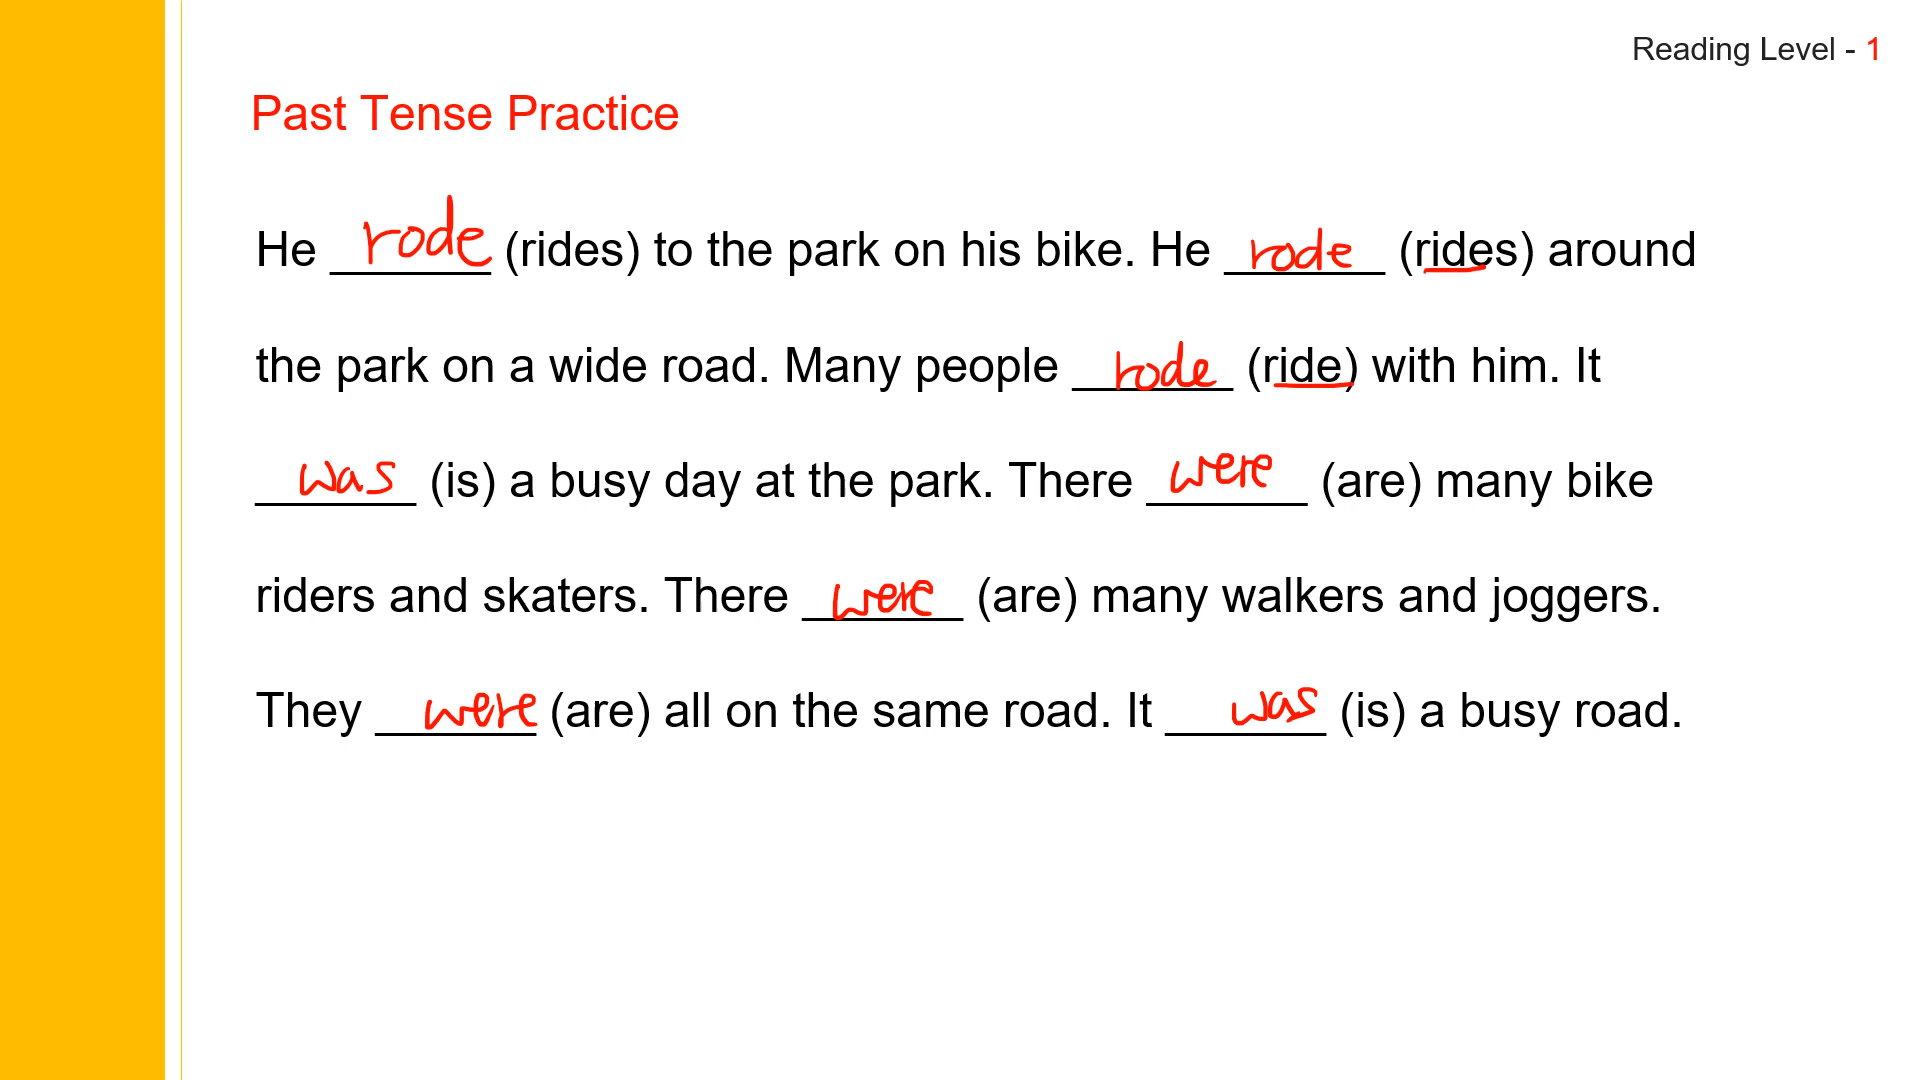 Reading Level - 1
Past Tense Practice
He rode (rides) to the park on his bike. He rode (rides) around
the park on a wide road. Many people rode (ride) with him. It
was (is) a busy day at the park. There were (are) many bike
riders and skaters. There were (are) many walkers and joggers.
They were (are) all on the same road. It was (is) a busy road.